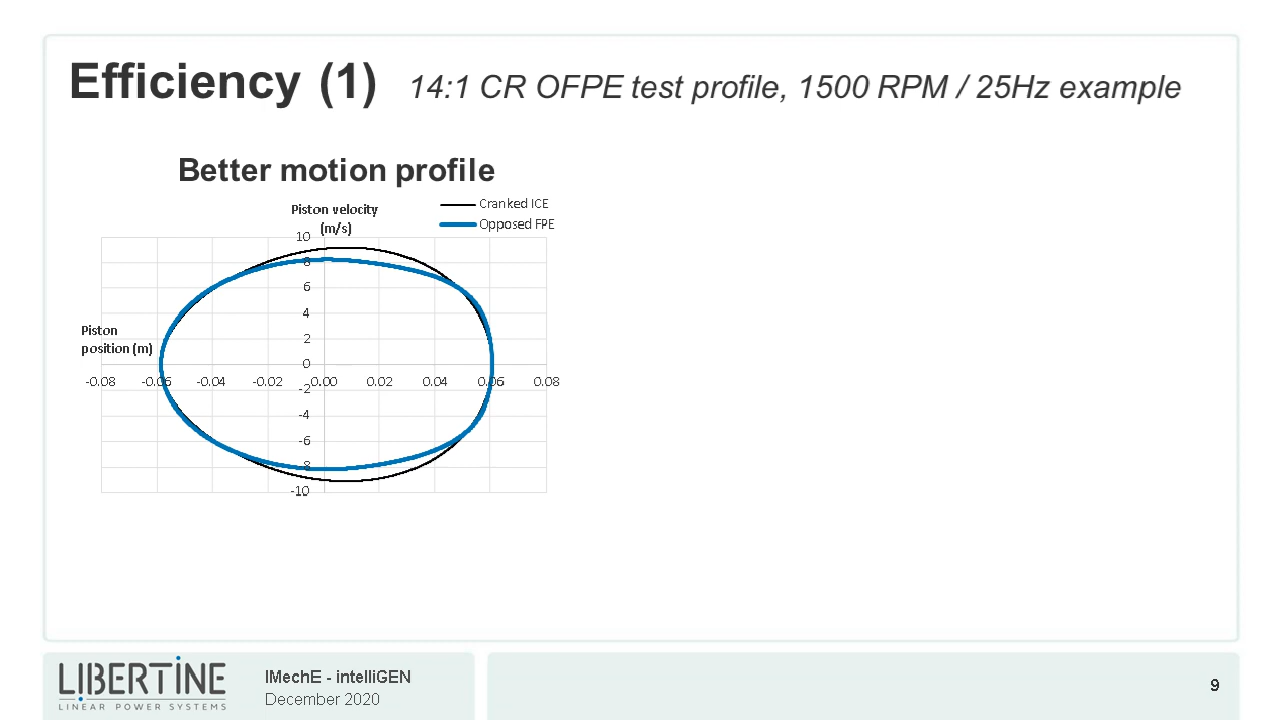 Efficiency (1) 14:1 CR OFPE test profile, 1500 RPM / 25Hz example
Better motion profile
Piston velocity
(m/s)
Cranked ICE
Opposed FPE
10
8
6
4
2
0
-2
-4
-6
-8
-10
Piston
position (m)
-0.08 -0.06 -0.04 -0.02 0.00 0.02 0.04 0.06 0.08
LIBERTINE
LINEAR POWER SYSTEMS
IMechE - intelliGEN
December 2020
9